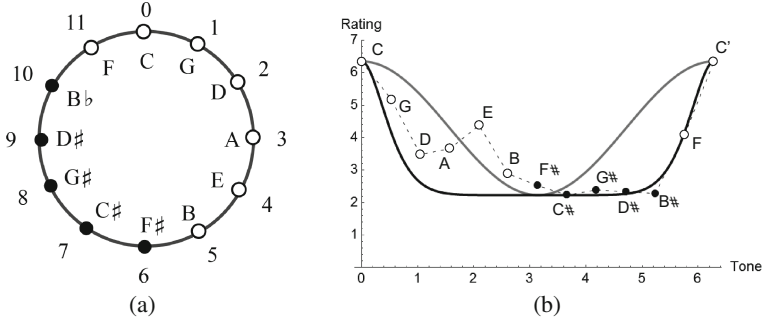 0
11
1
F
C
G
10
2
B♭
D
9
D♯
A
3
G♯
E
8
4
C♯
F♯
B
7
5
6
(a)
Rating
7
C
C'
6
G
5
E
4
D
A
F
3
B
F#
G#
2
C#
D#
B#
1
0
1
2
3
4
5
6
Tone
(b)